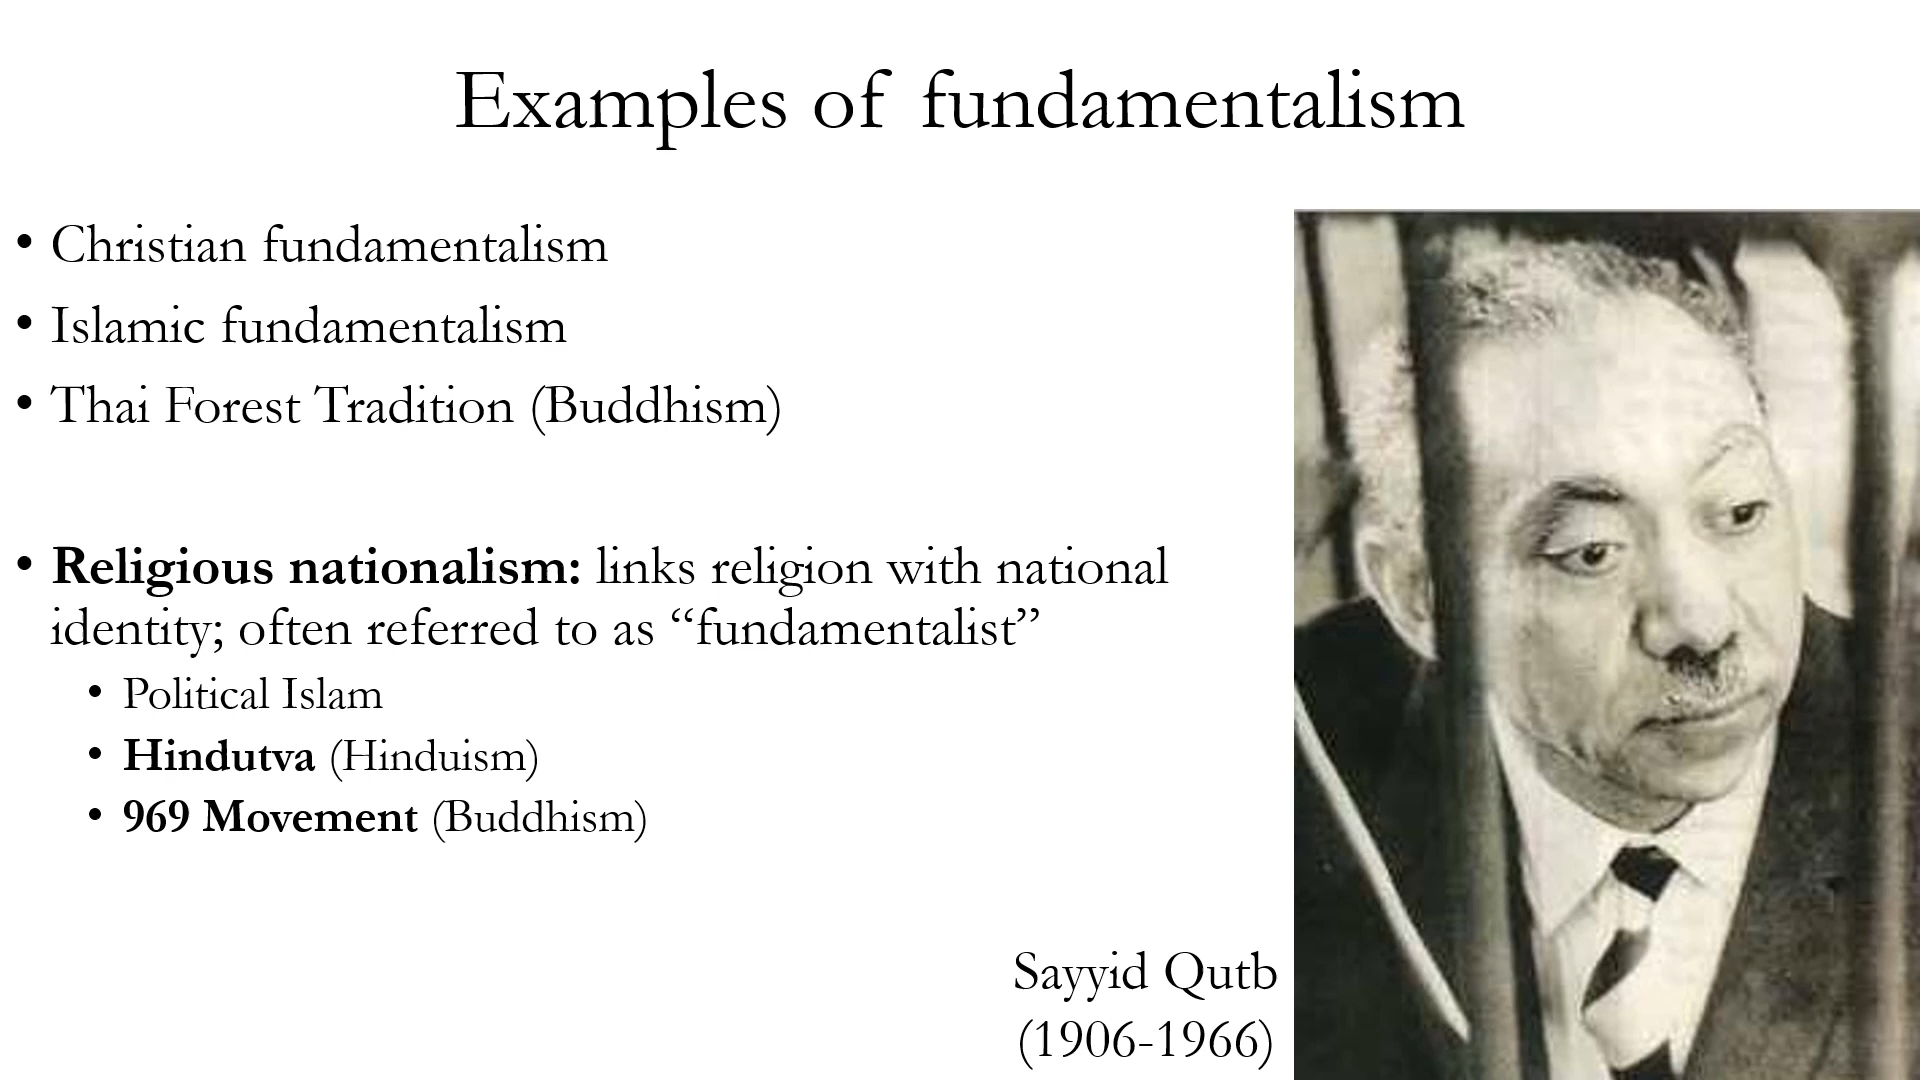 Examples of fundamentalism
• Christian fundamentalism
• Islamic fundamentalism
• Thai Forest Tradition (Buddhism)
• Religious nationalism: links religion with national
identity; often referred to as “fundamentalist”
• Political Islam
• Hindutva (Hinduism)
• 969 Movement (Buddhism)
Sayyid Qutb
(1906-1966)